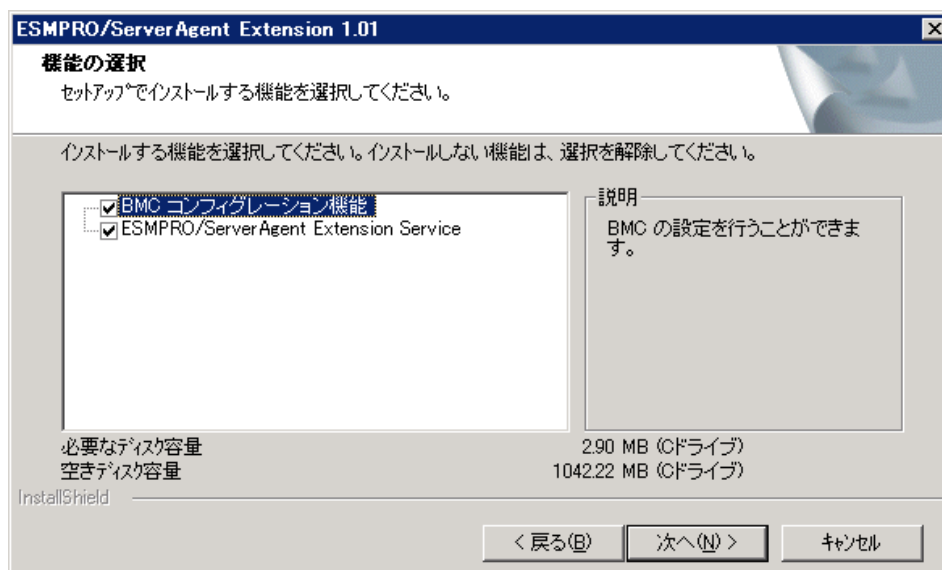 ESMPRO/ServerAgent Extension 1.01
機能の選択
セットアップでインストールする機能を選択してください。
インストールする機能を選択してください。インストールしない機能は、選択を解除してください。
BMC コンフィグレーション機能
ESMPRO/ServerAgent Extension Service
説明
BMC の設定を行うことができま
す。
必要なディスク容量 2.90 MB (Cドライブ)
空きディスク容量 1042.22 MB (Cドライブ)
InstallShield
< 戻る(B) 次へ(N) > キャンセル